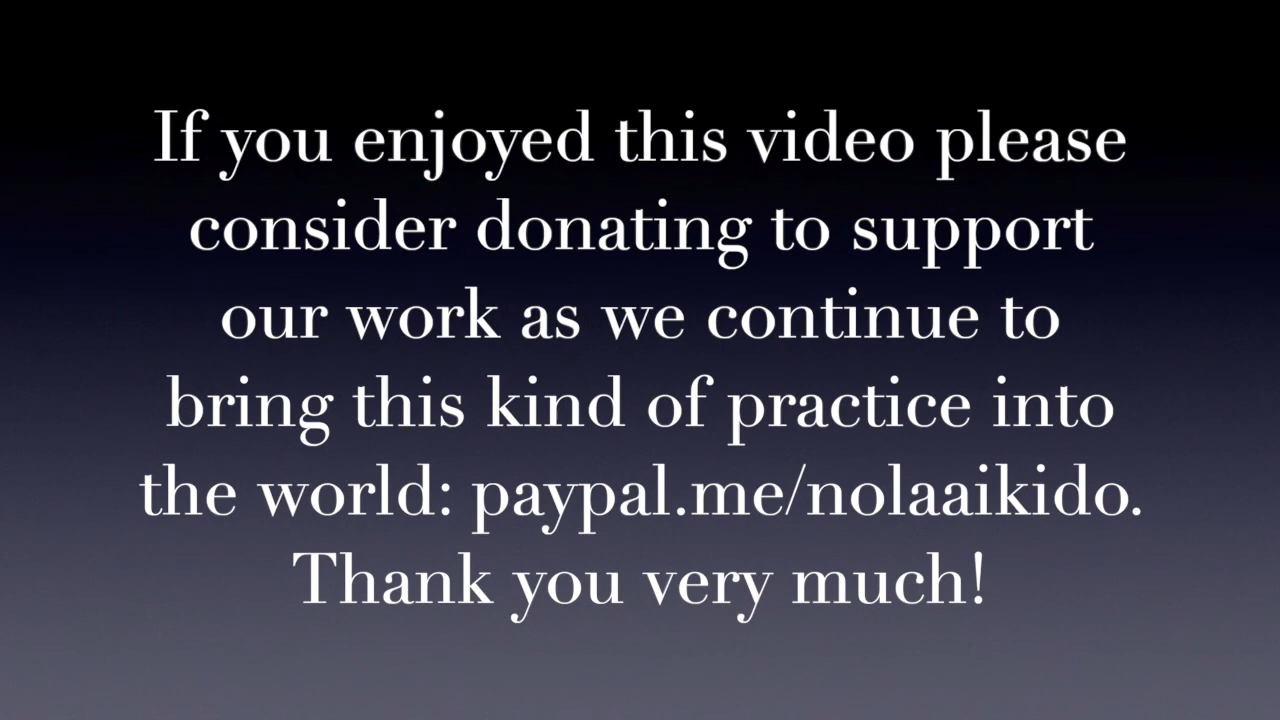 If you enjoyed this video please
consider donating to support
our work as we continue to
bring this kind of practice into
the world: paypal.me/nolaaikido.
Thank you very much!